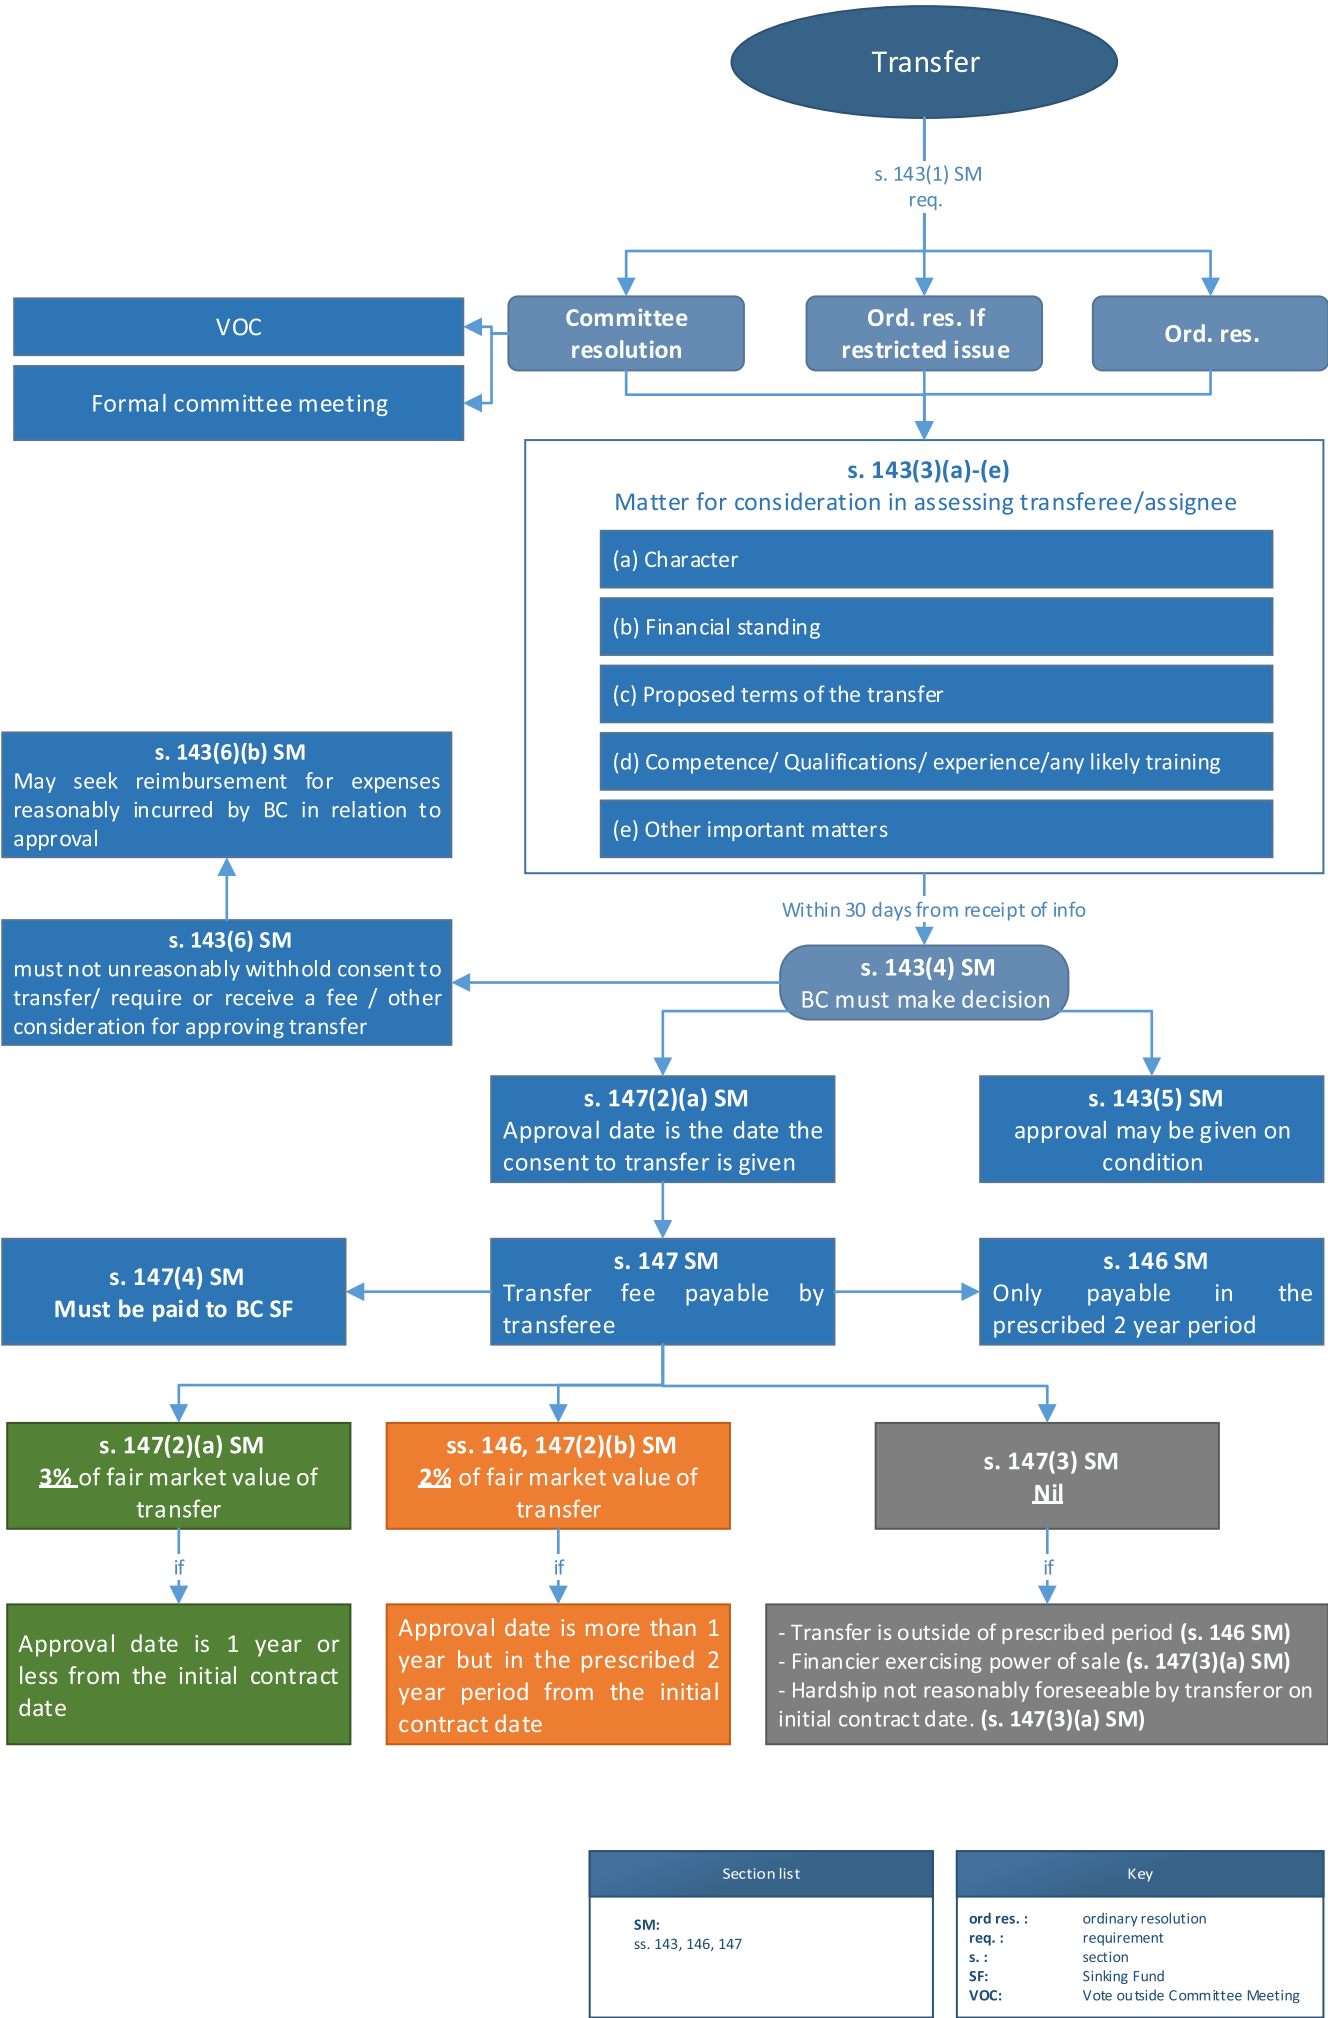 Transfer
s. 143(1) SM
req.
VOC
Formal committee meeting
Committee
resolution
Ord. res. If
restricted issue
Ord. res.
s. 143(3)(a)-(e)
Matter for consideration in assessing transferee/assignee
(a) Character
(b) Financial standing
(c) Proposed terms of the transfer
(d) Competence/ Qualifications/ experience/any likely training
(e) Other important matters
s. 143(6)(b) SM
May seek reimbursement for expenses
reasonably incurred by BC in relation to
approval
Within 30 days from receipt of info
s. 143(6) SM
must not unreasonably withhold consent to
transfer/ require or receive a fee / other
consideration for approving transfer
s. 143(4) SM
BC must make decision
s. 147(2)(a) SM
Approval date is the date the
consent to transfer is given
s. 143(5) SM
approval may be given on
condition
s. 147(4) SM
Must be paid to BC SF
s. 147 SM
Transfer fee payable by
transferee
s. 146 SM
Only payable in the
prescribed 2 year period
s. 147(2)(a) SM
3% of fair market value of
transfer
ss. 146, 147(2)(b) SM
2% of fair market value of
transfer
s. 147(3) SM
Nil
if
if
if
Approval date is 1 year or
less from the initial contract
date
Approval date is more than 1
year but in the prescribed 2
year period from the initial
contract date
- Transfer is outside of prescribed period (s. 146 SM)
- Financier exercising power of sale (s. 147(3)(a) SM)
- Hardship not reasonably foreseeable by transferor on
initial contract date. (s. 147(3)(a) SM)
Section list
SM:
ss. 143, 146, 147
Key
ord res. : ordinary resolution
req. : requirement
s. : section
SF: Sinking Fund
VOC: Vote outside Committee Meeting